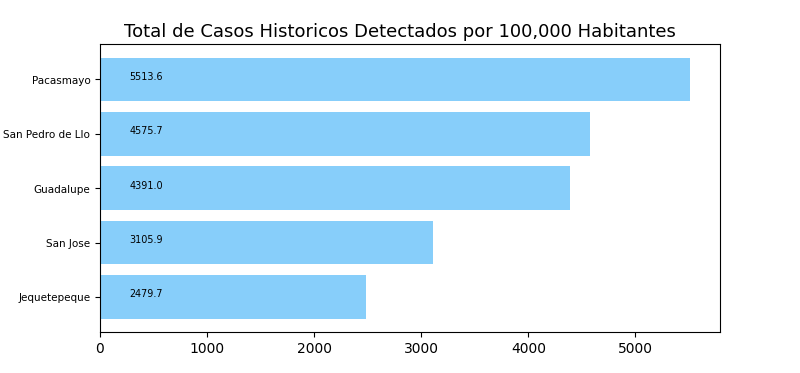 Total de Casos Historicos Detectados por 100,000 Habitantes
Pacasmayo 5513.6
San Pedro de Llo 4575.7
Guadalupe 4391.0
San Jose 3105.9
Jequetepeque 2479.7
0 1000 2000 3000 4000 5000